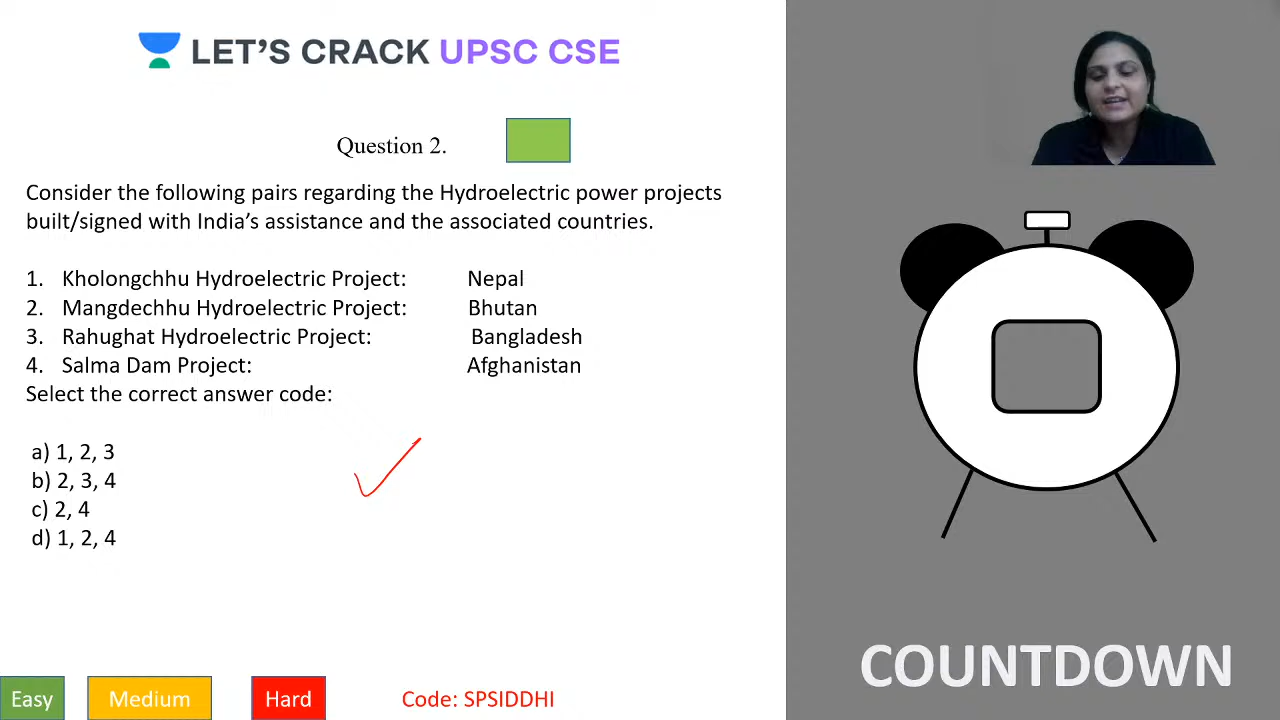 LET'S CRACK UPSC CSE
Question 2.
Consider the following pairs regarding the Hydroelectric power projects
built/signed with India’s assistance and the associated countries.
1. Kholongchhu Hydroelectric Project: Nepal
2. Mangdechhu Hydroelectric Project: Bhutan
3. Rahughat Hydroelectric Project: Bangladesh
4. Salma Dam Project: Afghanistan
Select the correct answer code:
a) 1, 2, 3
b) 2, 3, 4
c) 2, 4
d) 1, 2, 4
Easy Medium Hard Code: SPSIDDHI
COUNTDOWN